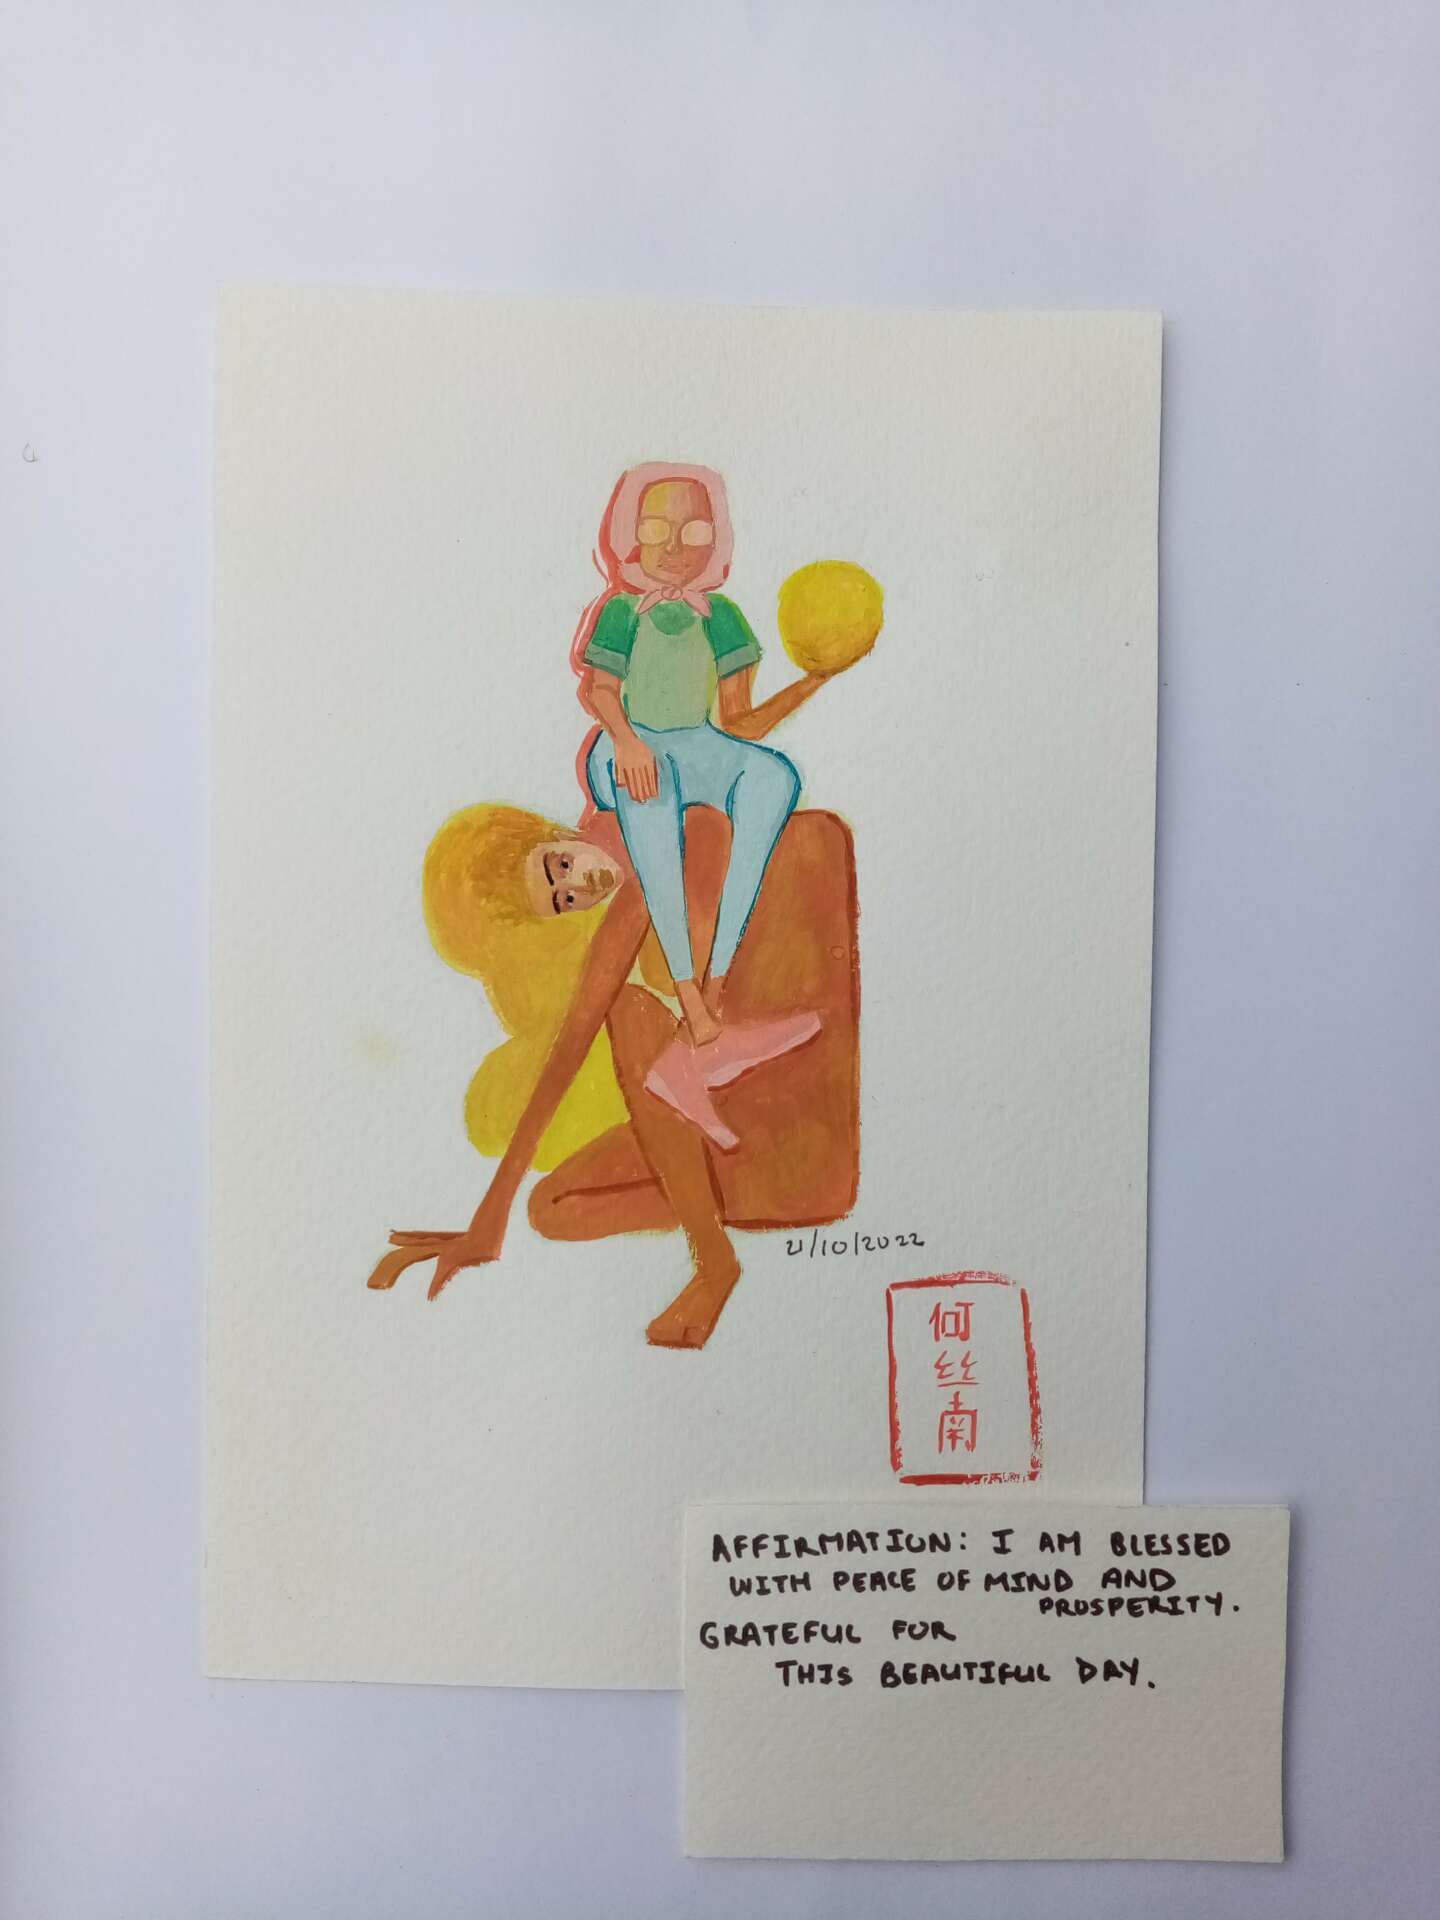 21/10/2022
何
丝
南
AFFIRMATION: I AM BLESSED
WITH PEACE OF MIND AND
PROSPERITY.
GRATEFUL FOR
THIS BEAUTIFUL DAY.